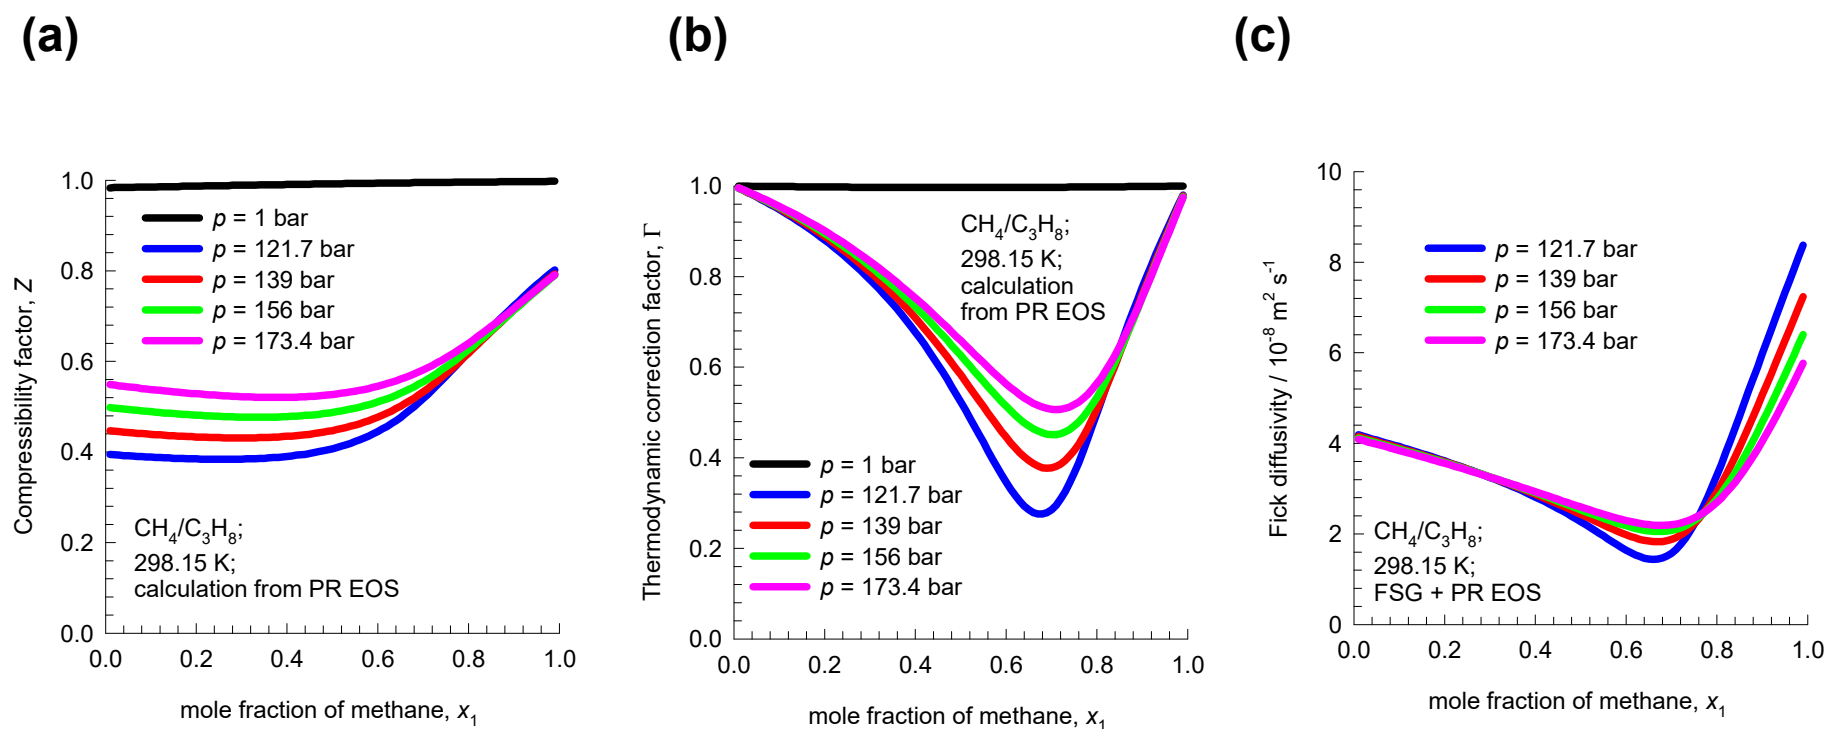 (a)
Compressibility factor, Z
1.0
0.8
0.6
0.4
0.2
0.0
p = 1 bar
p = 121.7 bar
p = 139 bar
p = 156 bar
p = 173.4 bar
CH4/C3H8;
298.15 K;
calculation from PR EOS
0.0 0.2 0.4 0.6 0.8 1.0
mole fraction of methane, x1
(b)
Thermodynamic correction factor, Γ
1.0
0.8
0.6
0.4
0.2
0.0
CH4/C3H8;
298.15 K;
calculation
from PR EOS
p = 1 bar
p = 121.7 bar
p = 139 bar
p = 156 bar
p = 173.4 bar
0.0 0.2 0.4 0.6 0.8 1.0
mole fraction of methane, x1
(c)
Fick diffusivity / 10-8 m2 s-1
10
8
6
4
2
0
p = 121.7 bar
p = 139 bar
p = 156 bar
p = 173.4 bar
CH4/C3H8;
298.15 K;
FSG + PR EOS
0.0 0.2 0.4 0.6 0.8 1.0
mole fraction of methane, x1